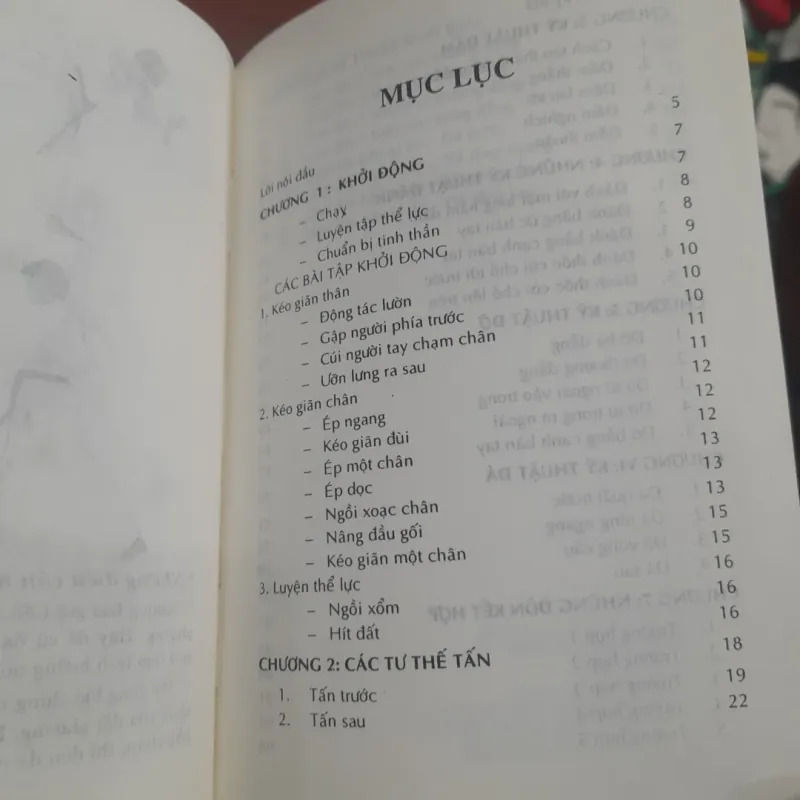 MỤC LỤC
Lời nói đầu 5
CHƯƠNG 1 : KHỞI ĐỘNG 7
– Chạy 7
– Luyện tập thể lực 8
– Chuẩn bị tinh thần 8
CÁC BÀI TẬP KHỞI ĐỘNG 9
1. Kéo giãn thân 10
– Động tác lườn 10
– Gập người phía trước 10
– Cúi người tay chạm chân 11
– Ưỡn lưng ra sau 11
2. Kéo giãn chân 12
– Ép ngang 12
– Kéo giãn đùi 12
– Ép một chân 13
– Ép dọc 13
– Ngồi xoạc chân 13
– Nâng đầu gối 15
– Kéo giãn một chân 15
3. Luyện thể lực 16
– Ngồi xổm 16
– Hít đất 16
CHƯƠNG 2: CÁC TƯ THẾ TẤN 18
1. Tấn trước 19
2. Tấn sau 22